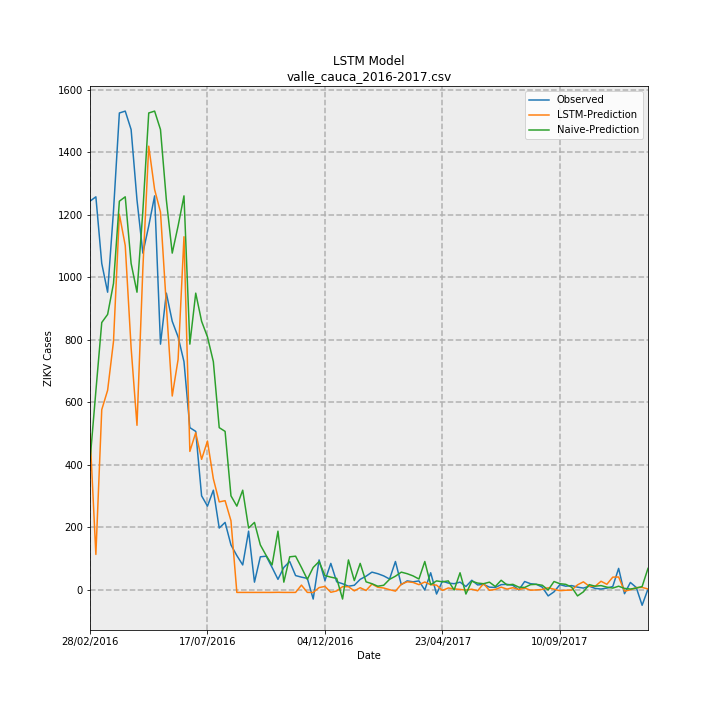 LSTM Model
valle_cauca_2016-2017.csv
Observed
LSTM-Prediction
Naive-Prediction
ZIKV Cases
1600
1400
1200
1000
800
600
400
200
0
28/02/2016
17/07/2016
04/12/2016
23/04/2017
10/09/2017
Date